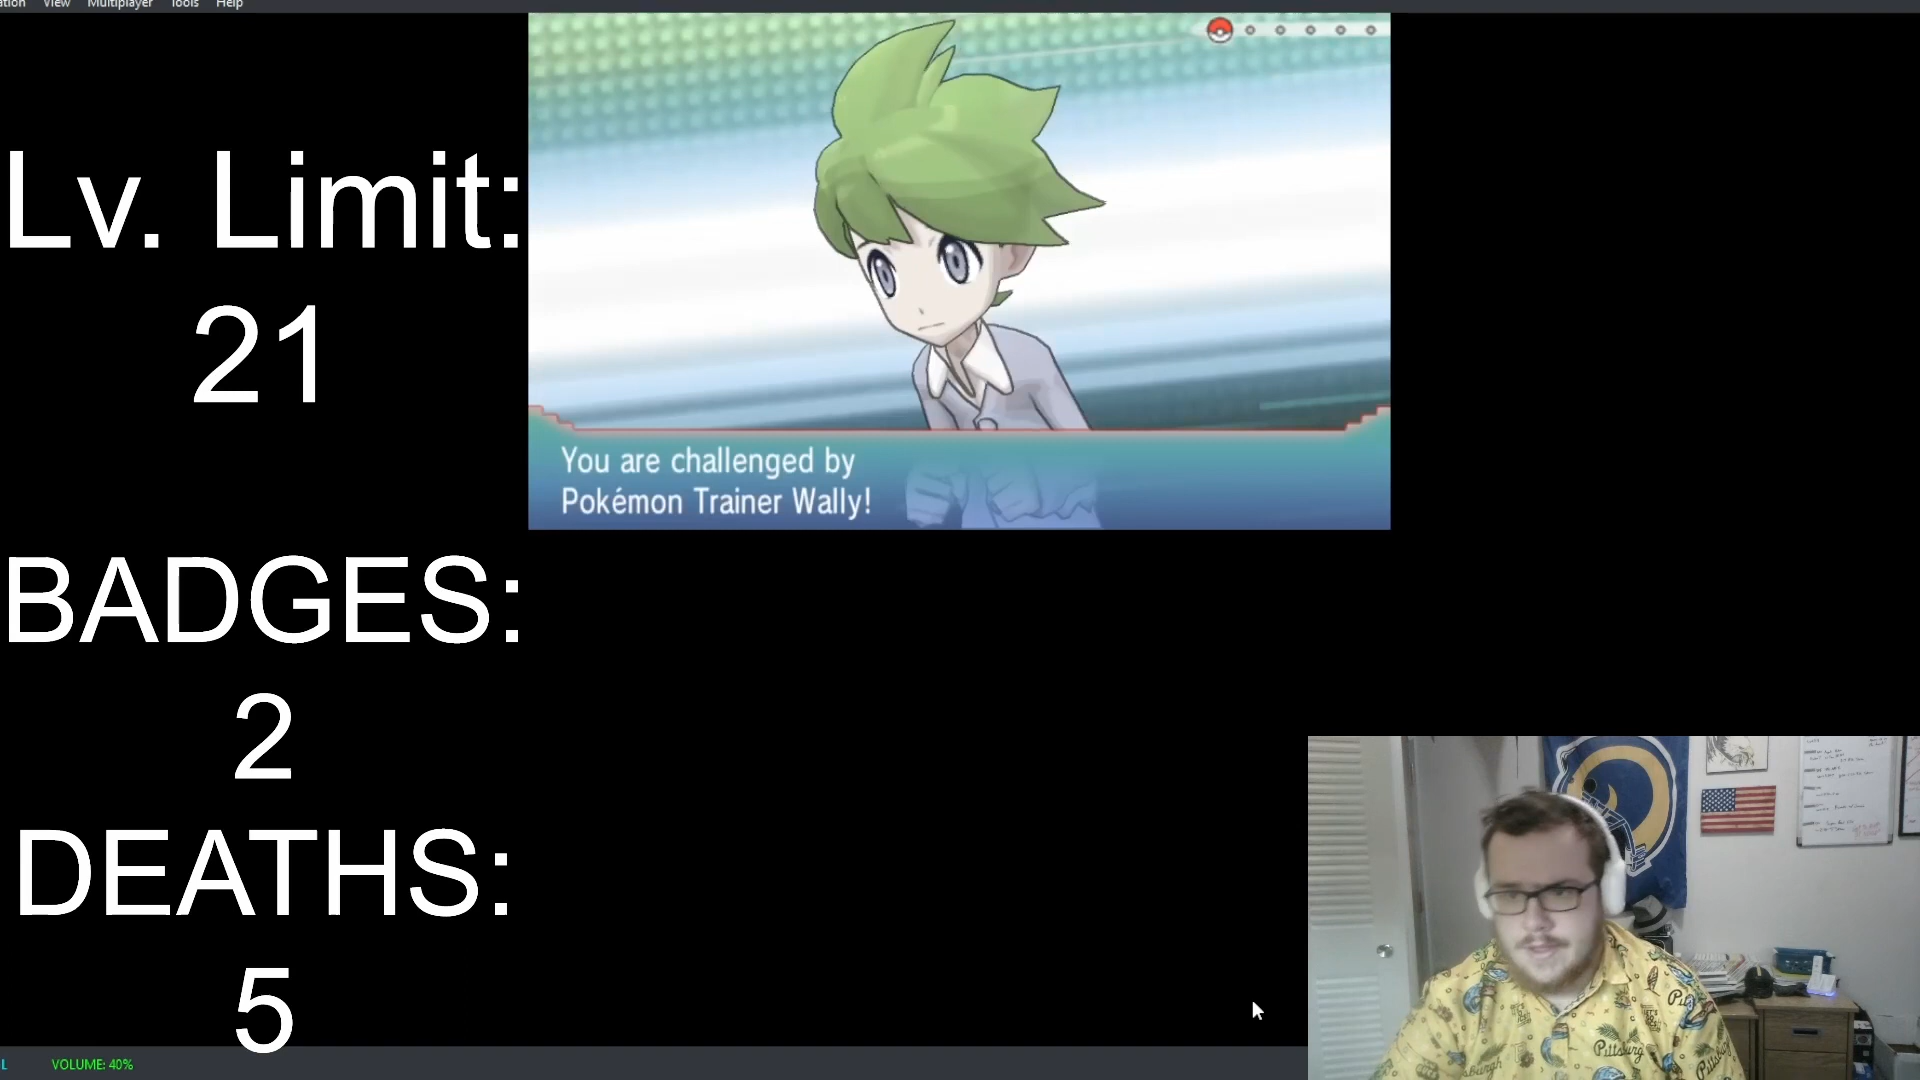 View Multiplayer Tools Help
Lv. Limit:
21
You are challenged by
Pokémon Trainer Wally!
BADGES:
2
DEATHS:
5
VOLUME: 40%
Pittsburgh